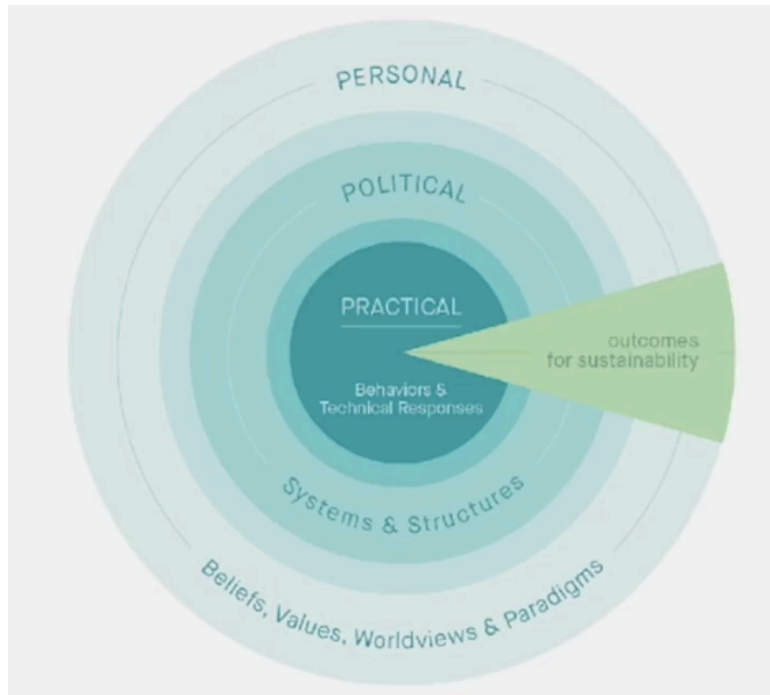 PERSONAL
POLITICAL
PRACTICAL
Behaviors &
Technical Responses
outcomes
for sustainability
Systems & Structures
Beliefs, Values, Worldviews & Paradigms